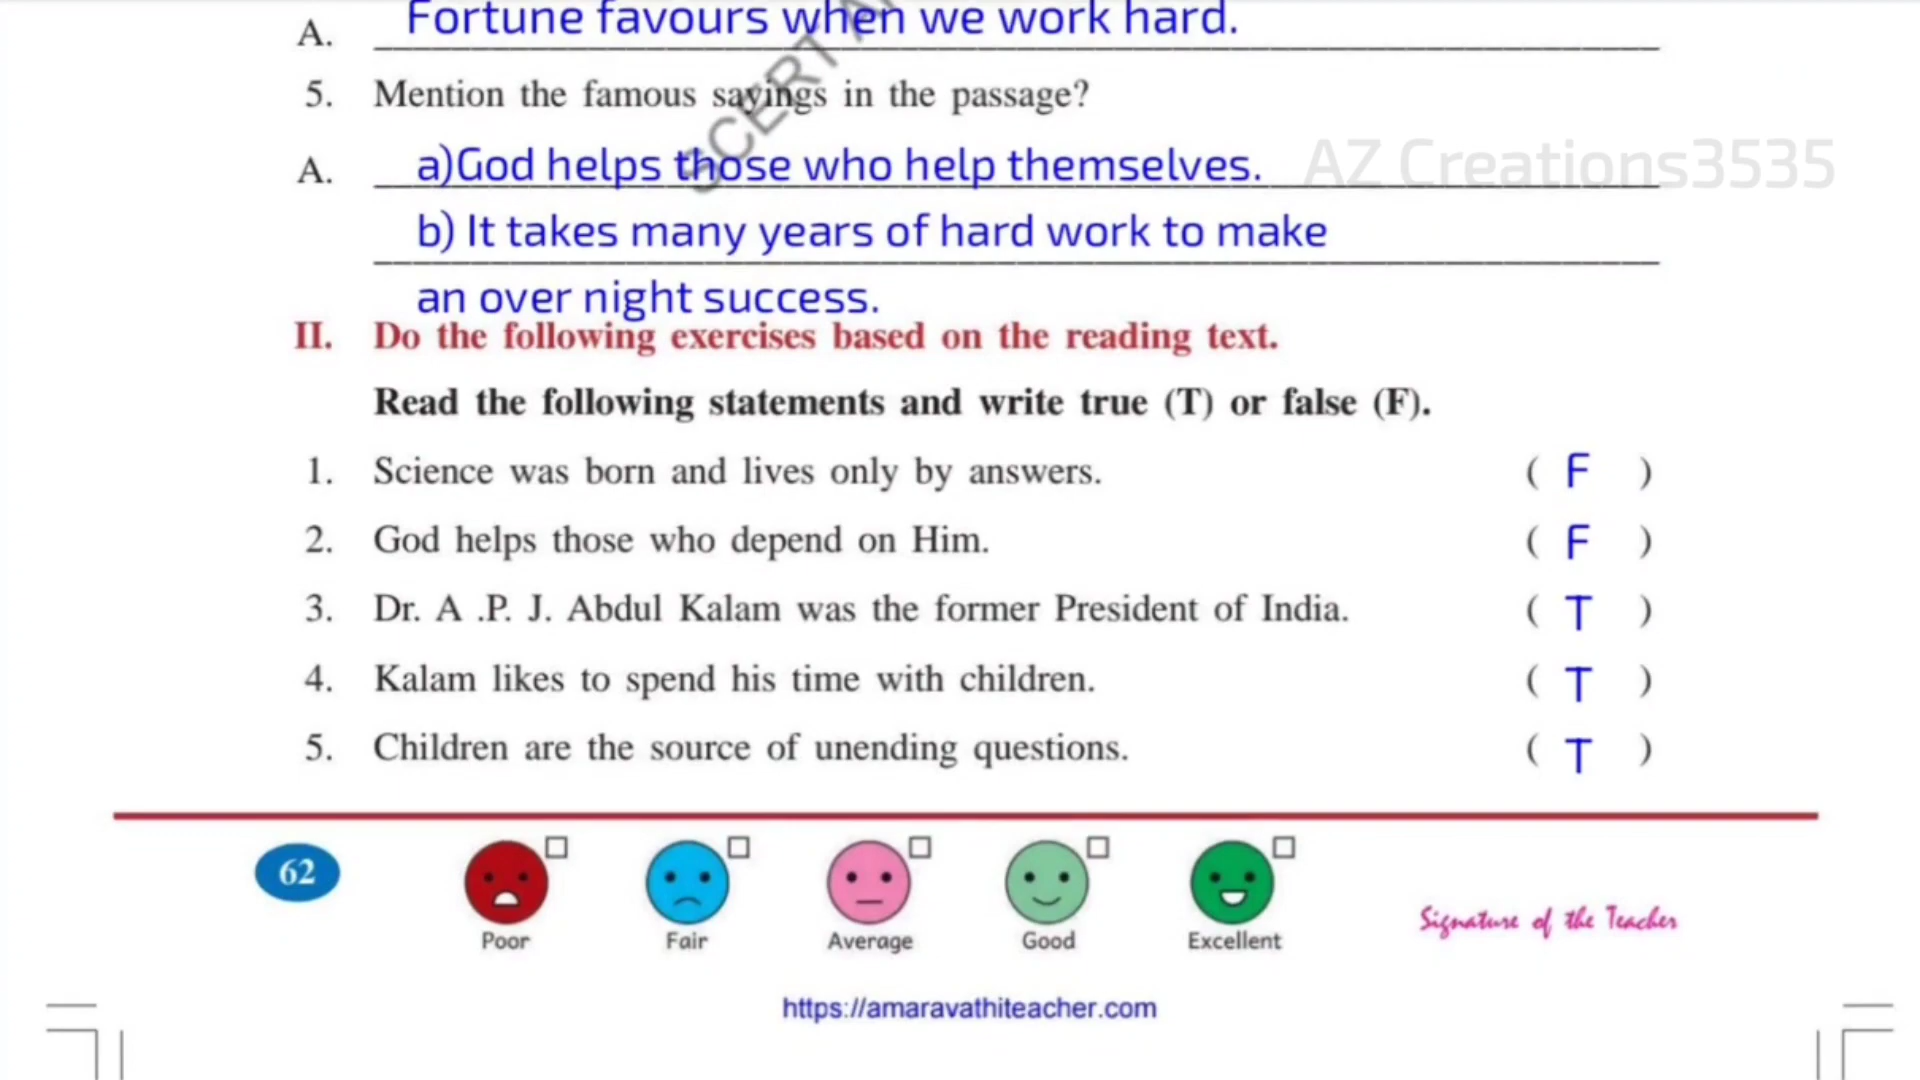 Fortune favours when we work hard.
A.
5. Mention the famous sayings in the passage?
SCERT
AZ Creations3535
A. a)God helps those who help themselves.
b) It takes many years of hard work to make
an over night success.
II. Do the following exercises based on the reading text.
Read the following statements and write true (T) or false (F).
1. Science was born and lives only by answers. ( F )
2. God helps those who depend on Him. ( F )
3. Dr. A .P. J. Abdul Kalam was the former President of India. ( T )
4. Kalam likes to spend his time with children. ( T )
5. Children are the source of unending questions. ( T )
62
Poor Fair Average Good Excellent
Signature of the Teacher
https://amaravathiteacher.com